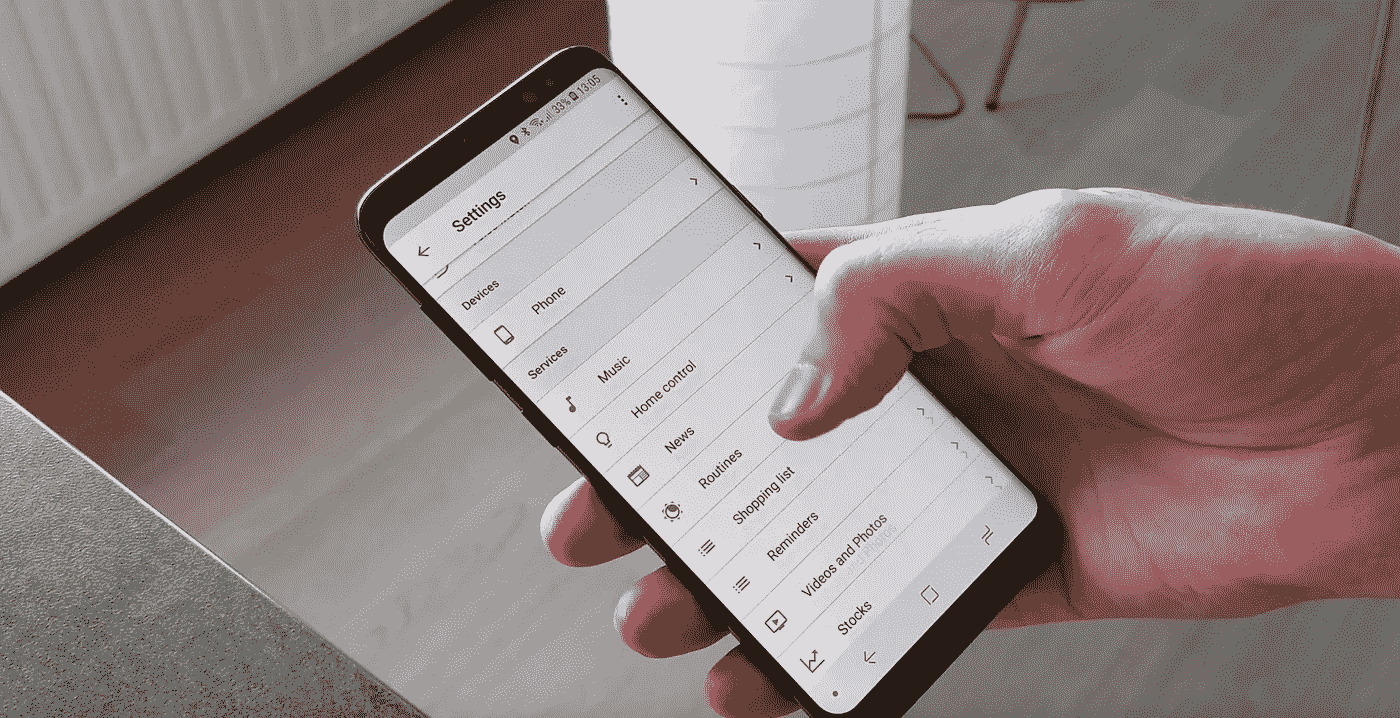 33% 13:05
Settings
Devices
Phone
Services
Music
Home control
News
Routines
Shopping list
Reminders
Videos and Photos
Stocks